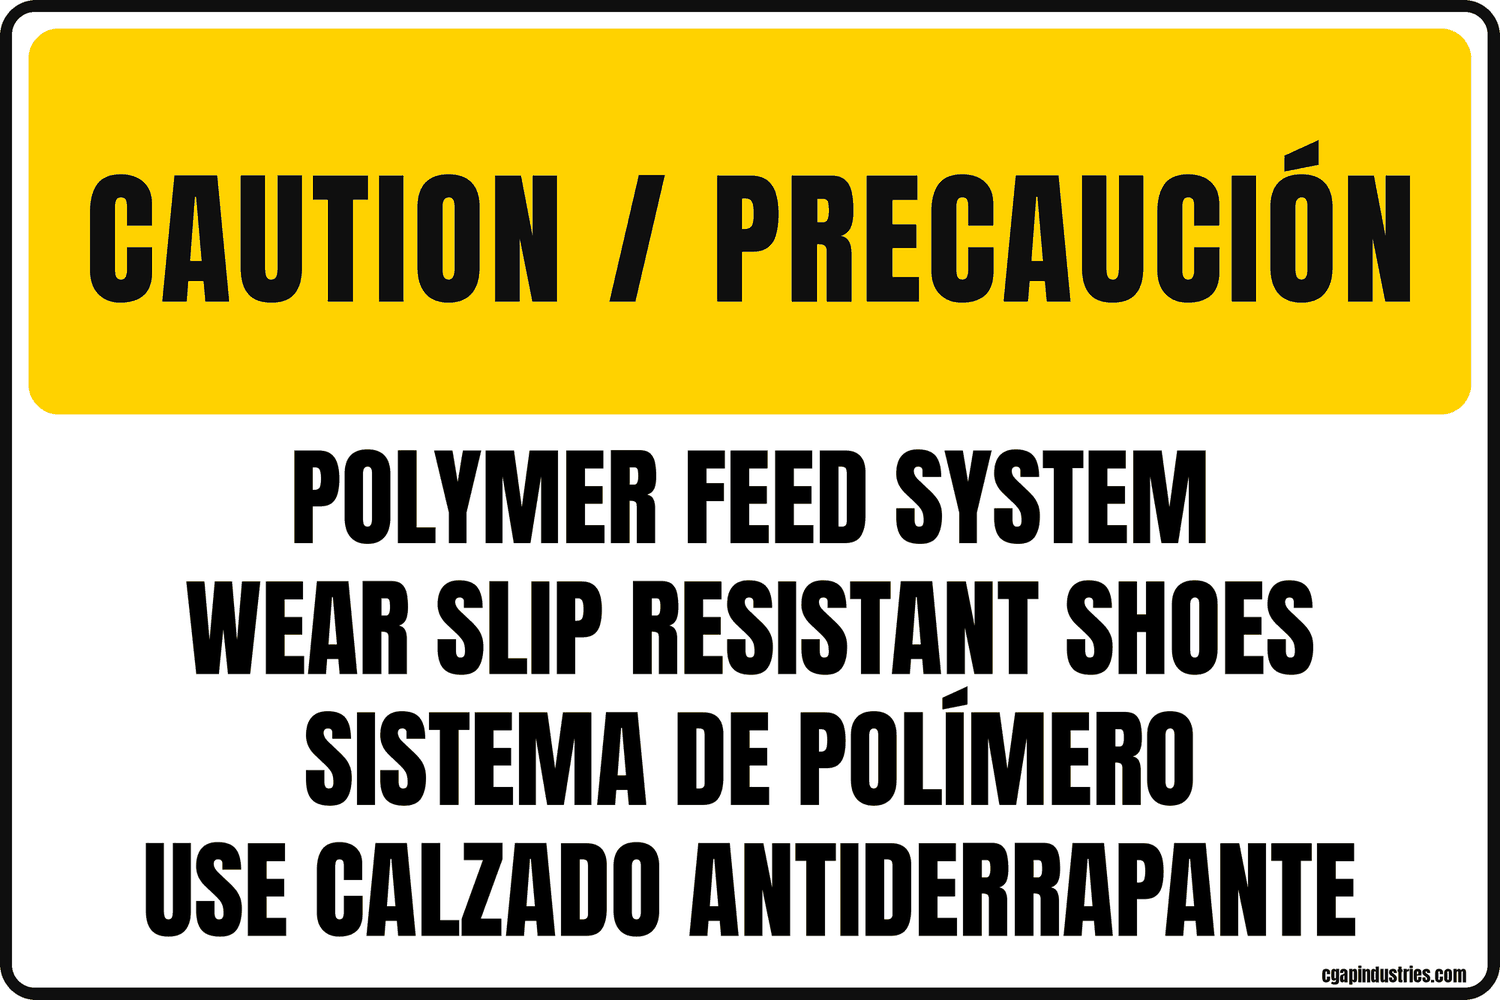 CAUTION / PRECAUCIÓN
POLYMER FEED SYSTEM
WEAR SLIP RESISTANT SHOES
SISTEMA DE POLÍMERO
USE CALZADO ANTIDERRAPANTE
cgapindustries.com